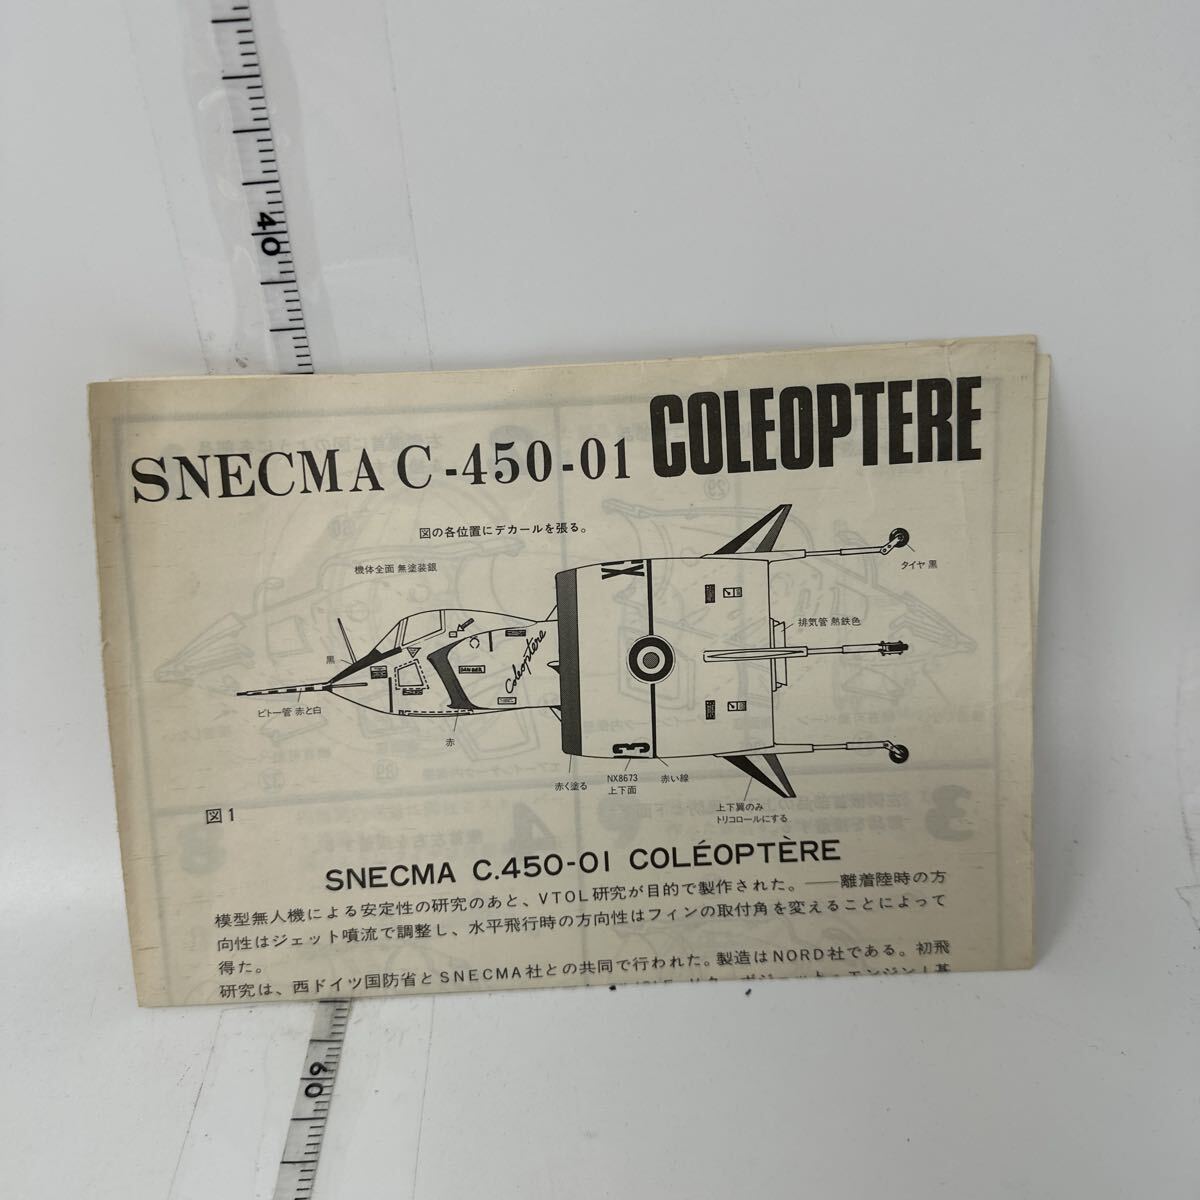 40
SNECMA C-450-01 COLEOPTERE
図の各位置にデカールを張る。
機体全面 無塗装銀
タイヤ 黒
排気管 熱鉄色
黒
Coleoptere
DANGER
ピトー管 赤と白
赤
3
赤く塗る
NX8673
上下面
赤い線
上下翼のみ
トリコロールにする
図1
SNECMA C.450-01 COLÉOPTÈRE
模型無人機による安定性の研究のあと、VTOL研究が目的で製作された。――離着陸時の方
向性はジェット噴流で調整し、水平飛行時の方向性はフィンの取付角を変えることによって
得た。
研究は、西ドイツ国防省とSNECMA社との共同で行われた。製造はNORD社である。初飛
60